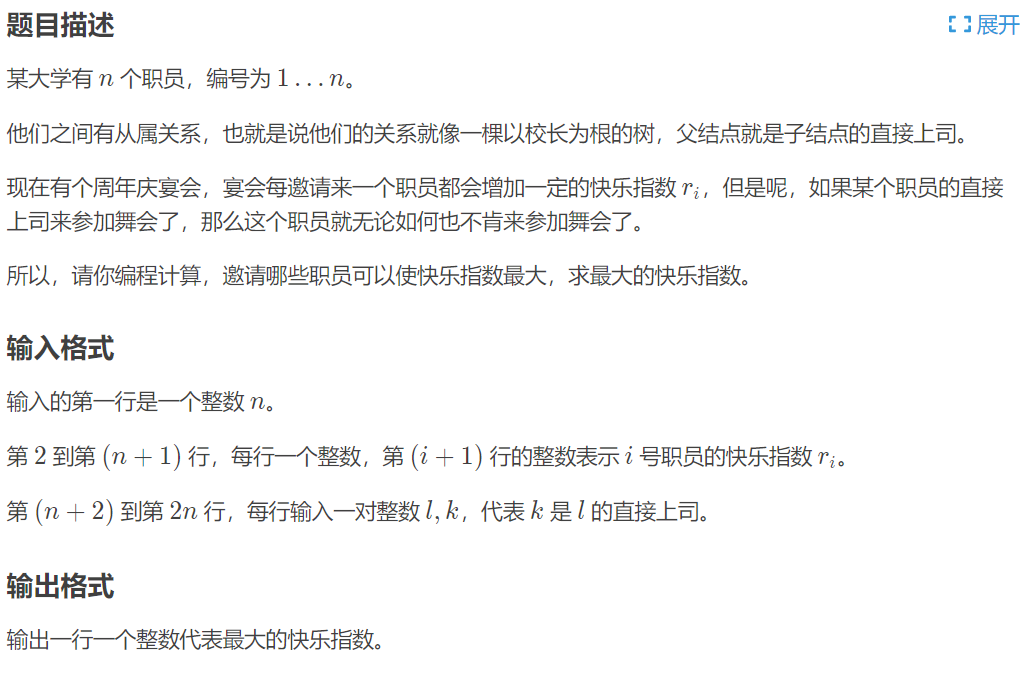 题目描述
展开
某大学有 n 个职员，编号为 1…n。
他们之间有从属关系，也就是说他们的关系就像一棵以校长为根的树，父结点就是子结点的直接上司。
现在有个周年庆宴会，宴会每邀请来一个职员都会增加一定的快乐指数 r_i，但是呢，如果某个职员的直接
上司来参加舞会了，那么这个职员就无论如何也不肯来参加舞会了。
所以，请你编程计算，邀请哪些职员可以使快乐指数最大，求最大的快乐指数。
输入格式
输入的第一行是一个整数 n。
第 2 到第 (n + 1) 行，每行一个整数，第 (i + 1) 行的整数表示 i 号职员的快乐指数 r_i。
第 (n + 2) 到第 2n 行，每行输入一对整数 l, k，代表 k 是 l 的直接上司。
输出格式
输出一行一个整数代表最大的快乐指数。